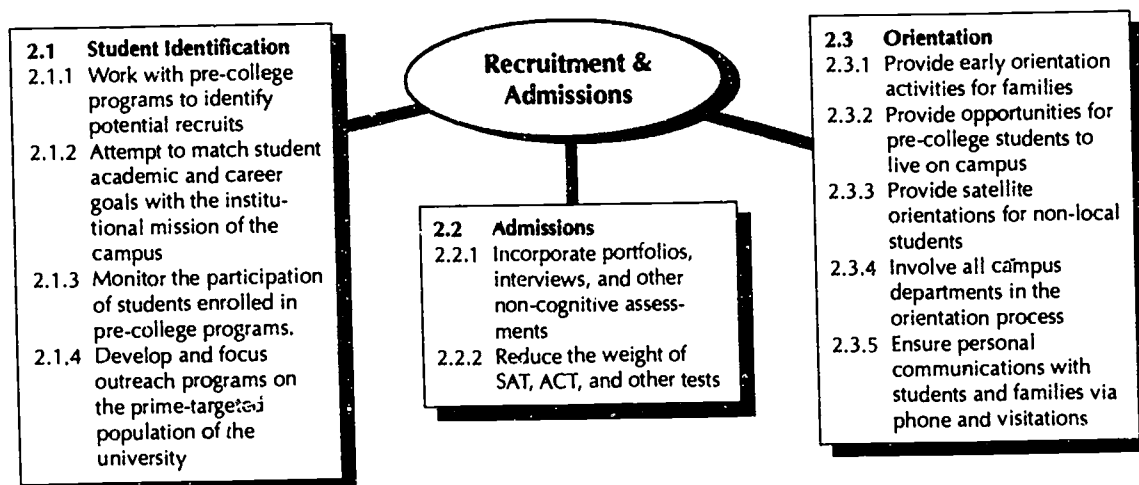 Recruitment &
Admissions
2.1 Student Identification
2.1.1 Work with pre-college
programs to identify
potential recruits
2.1.2 Attempt to match student
academic and career
goals with the institu-
tional mission of the
campus
2.1.3 Monitor the participation
of students enrolled in
pre-college programs.
2.1.4 Develop and focus
outreach programs on
the prime-targeted
population of the
university
2.2 Admissions
2.2.1 Incorporate portfolios,
interviews, and other
non-cognitive assess-
ments
2.2.2 Reduce the weight of
SAT, ACT, and other tests
2.3 Orientation
2.3.1 Provide early orientation
activities for families
2.3.2 Provide opportunities for
pre-college students to
live on campus
2.3.3 Provide satellite
orientations for non-local
students
2.3.4 Involve all campus
departments in the
orientation process
2.3.5 Ensure personal
communications with
students and families via
phone and visitations